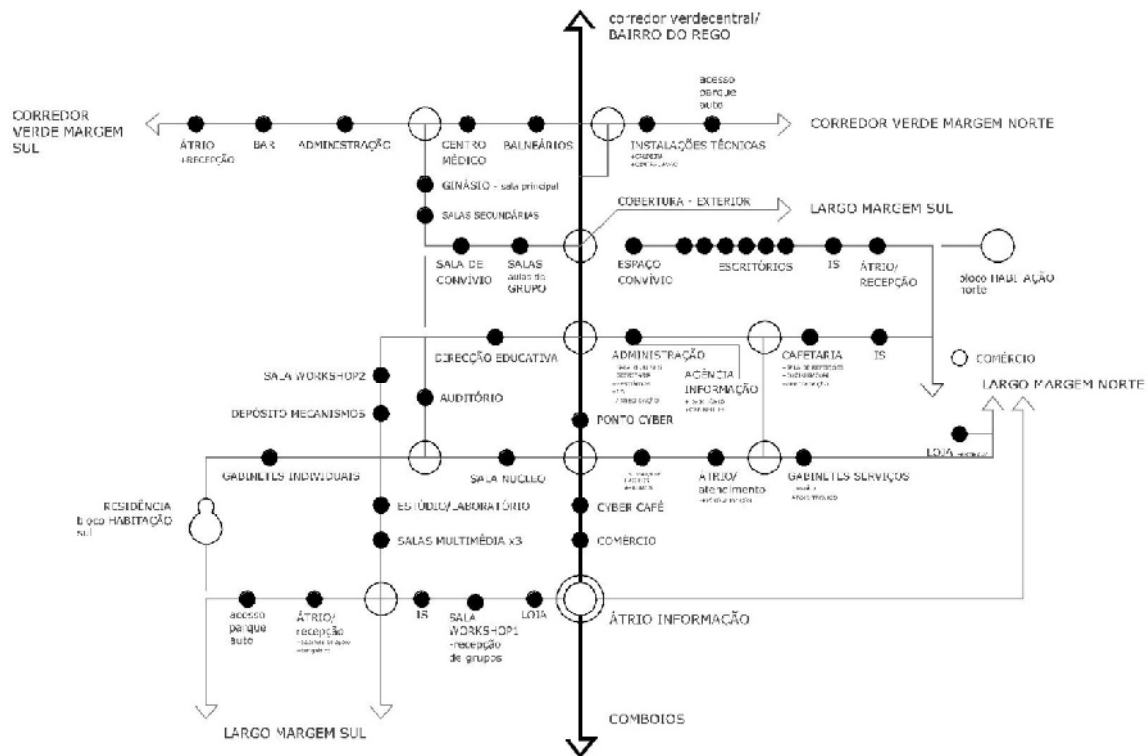 corredor verdecentral/
BAIRRO DO REGO
acesso
parque
auto
CORREDOR
VERDE MARGEM
SUL
ÁTRIO
+RECEPÇÃO
BAR
ADMINISTRAÇÃO
CENTRO
MÉDICO
BALNEÁRIOS
INSTALAÇÕES TÉCNICAS
CORREDOR VERDE MARGEM NORTE
GINÁSIO - sala principal
SALAS SECUNDÁRIAS
COBERTURA - EXTERIOR
LARGO MARGEM SUL
SALA DE
CONVÍVIO
SALAS
aulas de
GRUPO
ESPAÇO
CONVÍVIO
ESCRITÓRIOS
IS
ÁTRIO/
RECEPÇÃO
bloco HABITAÇÃO
norte
DIRECÇÃO EDUCATIVA
ADMINISTRAÇÃO
CAFETARIA
IS
COMÉRCIO
SALA WORKSHOP2
AGÊNCIA
INFORMAÇÃO
LARGO MARGEM NORTE
AUDITÓRIO
DEPÓSITO MECANISMOS
PONTO CYBER
LOJA
GABINETES INDIVIDUAIS
SALA NÚCLEO
ÁTRIO/
atendimento
GABINETES SERVIÇOS
RESIDÊNCIA
bloco HABITAÇÃO
sul
ESTÚDIO/LABORATÓRIO
CYBER CAFÉ
SALAS MULTIMÉDIA x3
COMÉRCIO
acesso
parque
auto
ÁTRIO/
recepção
IS
SALA
WORKSHOP1
-recepção
de grupos
LOJA
ÁTRIO INFORMAÇÃO
LARGO MARGEM SUL
COMBOIOS